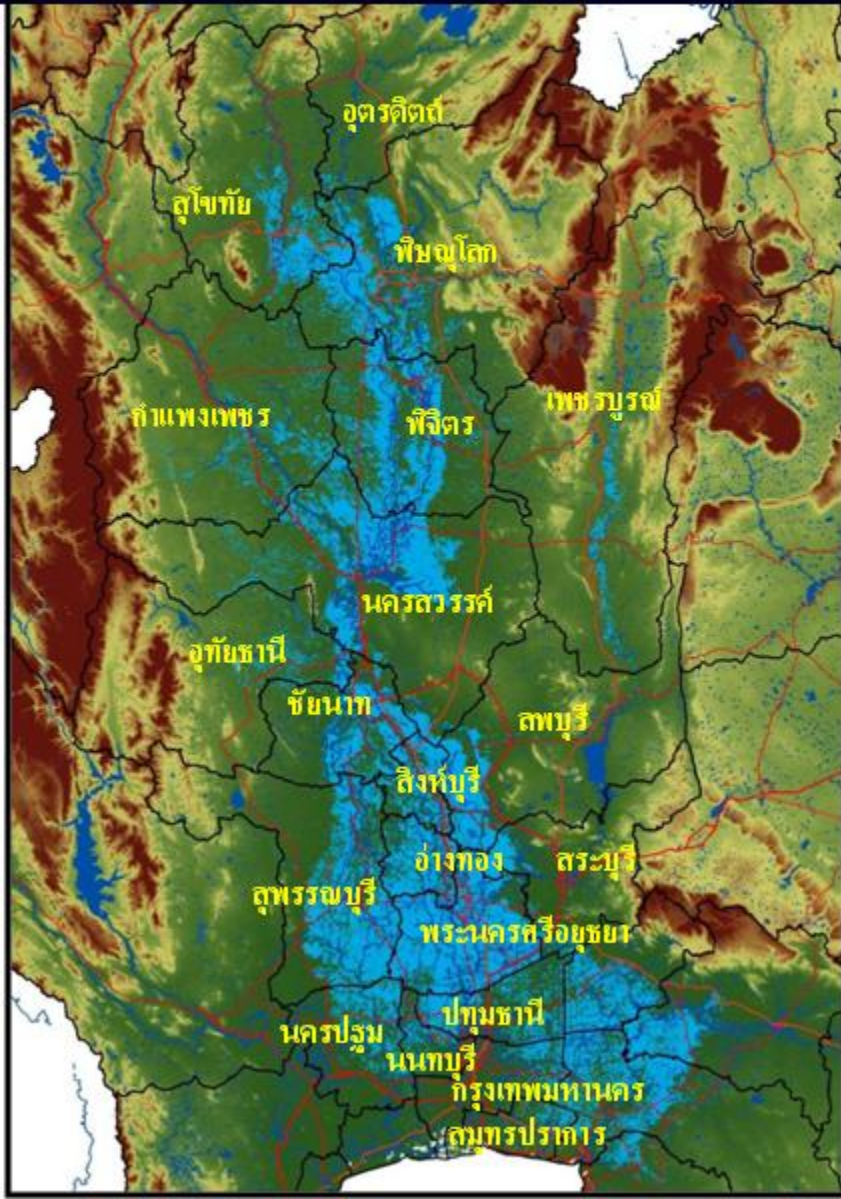 อุตรดิตถ์
สุโขทัย
พิษณุโลก
กำแพงเพชร
พิจิตร
เพชรบูรณ์
นครสวรรค์
อุทัยธานี
ชัยนาท
ลพบุรี
สิงห์บุรี
อ่างทอง
สระบุรี
สุพรรณบุรี
พระนครศรีอยุธยา
ปทุมธานี
นครปฐม
นนทบุรี
กรุงเทพมหานคร
สมุทรปราการ